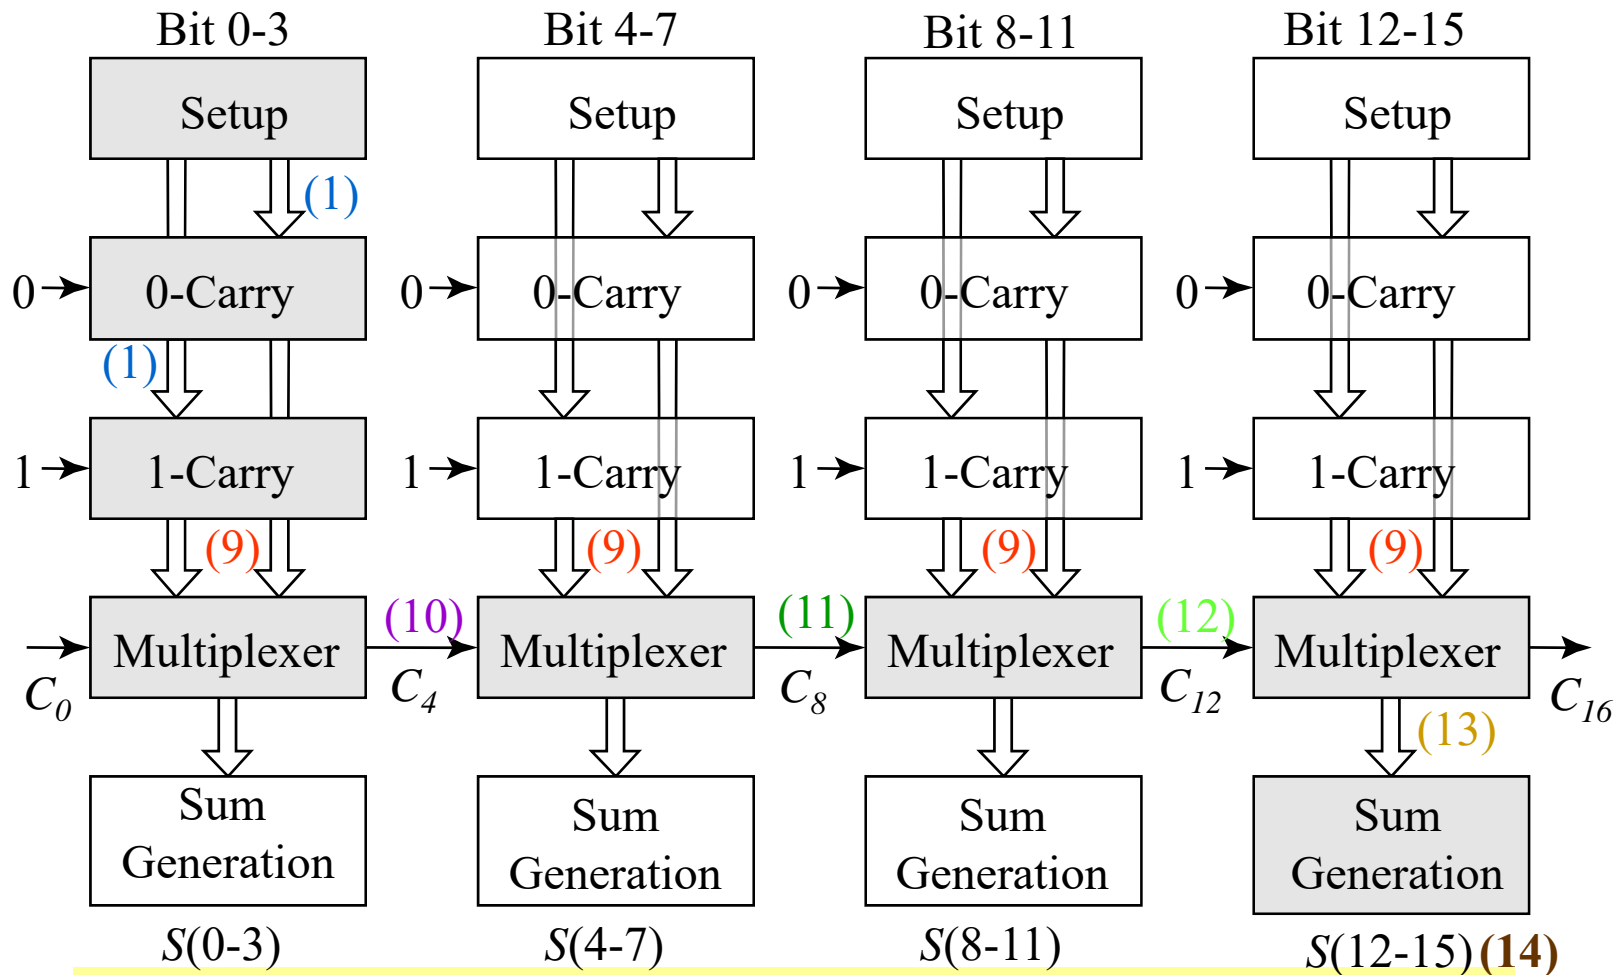 Bit 0-3 Bit 4-7 Bit 8-11 Bit 12-15
Setup Setup Setup Setup
(1)
0 0-Carry 0 0-Carry 0 0-Carry 0 0-Carry
(1)
1 1-Carry 1 1-Carry 1 1-Carry 1 1-Carry
(9) (9) (9) (9)
(10) (11) (12)
Multiplexer Multiplexer Multiplexer Multiplexer
C0 C4 C8 C12 C16
(13)
Sum Sum Sum Sum
Generation Generation Generation Generation
S(0-3) S(4-7) S(8-11) S(12-15) (14)